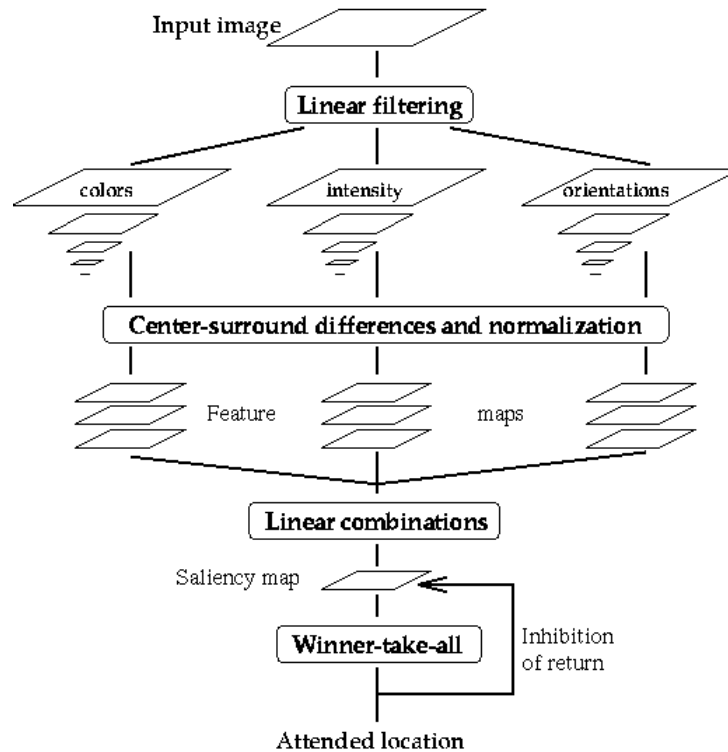 Input image
Linear filtering
colors
intensity
orientations
Center-surround differences and normalization
Feature
maps
Linear combinations
Saliency map
Winner-take-all
Inhibition
of return
Attended location